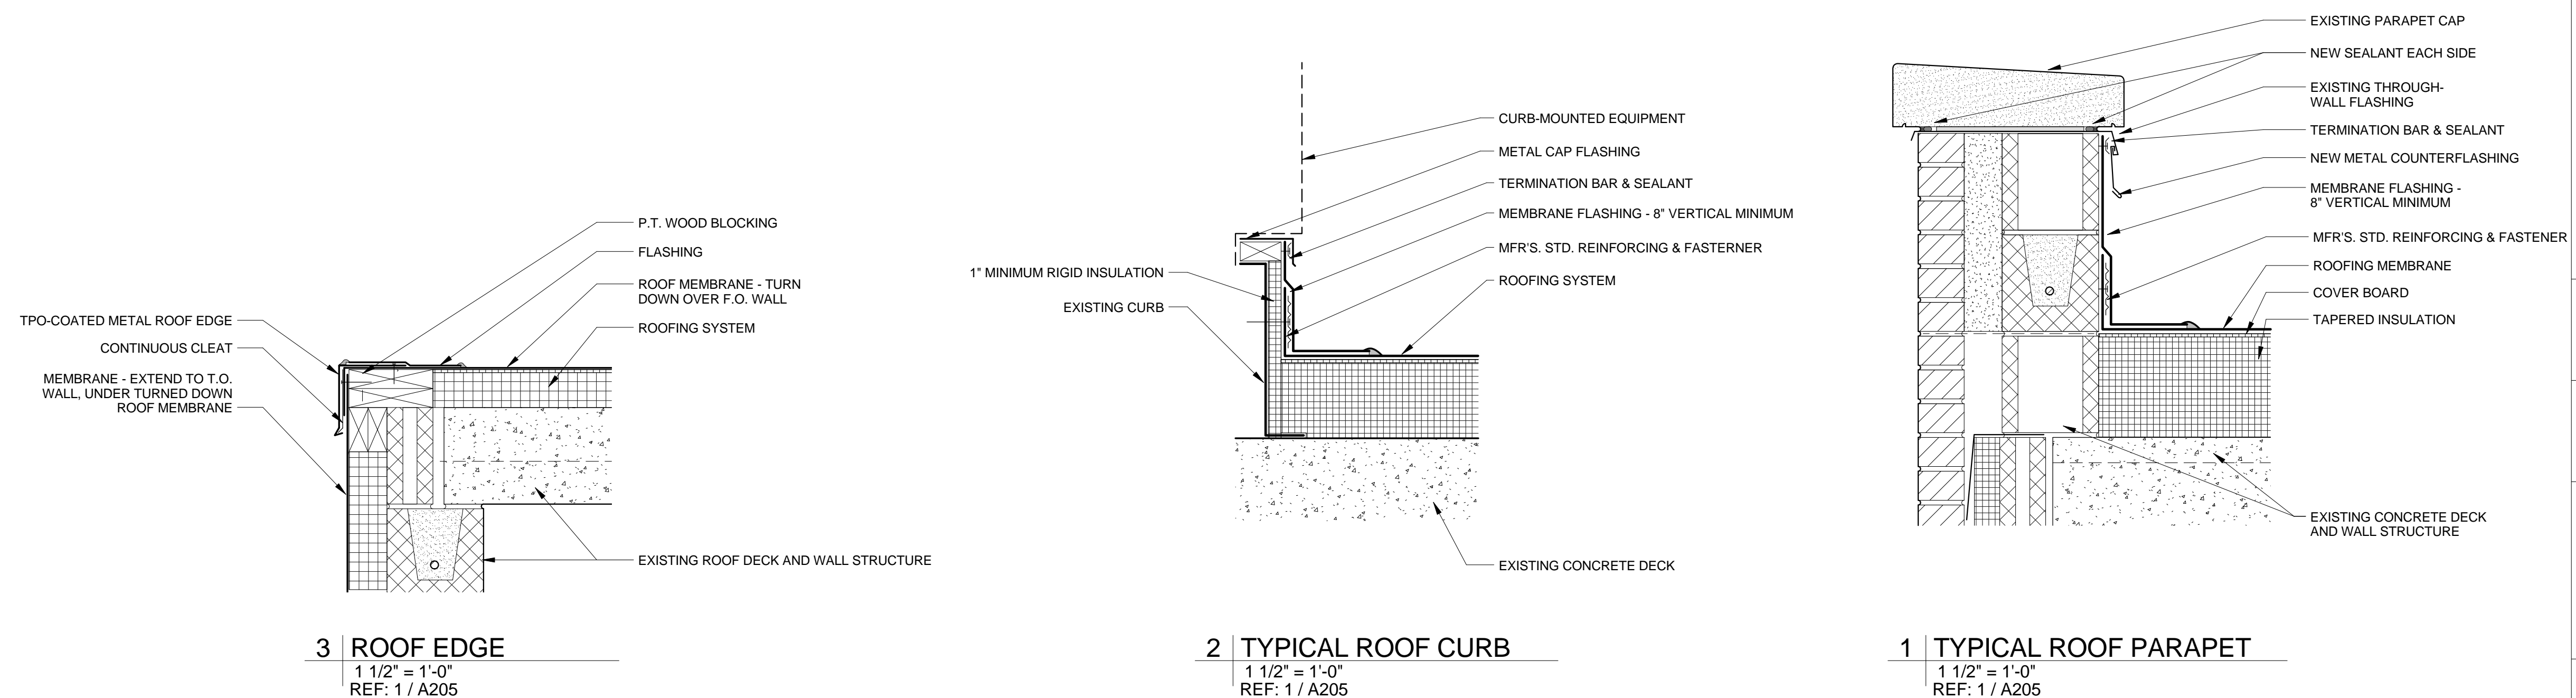 P.T. WOOD BLOCKING
FLASHING
ROOF MEMBRANE - TURN
DOWN OVER F.O. WALL
ROOFING SYSTEM
TPO-COATED METAL ROOF EDGE
CONTINUOUS CLEAT
MEMBRANE - EXTEND TO T.O.
WALL, UNDER TURNED DOWN
ROOF MEMBRANE
EXISTING ROOF DECK AND WALL STRUCTURE
3 ROOF EDGE
1 1/2" = 1'-0"
REF: 1 / A205
CURB-MOUNTED EQUIPMENT
METAL CAP FLASHING
TERMINATION BAR & SEALANT
MEMBRANE FLASHING - 8" VERTICAL MINIMUM
MFR'S. STD. REINFORCING & FASTERNER
ROOFING SYSTEM
1" MINIMUM RIGID INSULATION
EXISTING CURB
EXISTING CONCRETE DECK
2 TYPICAL ROOF CURB
1 1/2" = 1'-0"
REF: 1 / A205
EXISTING PARAPET CAP
NEW SEALANT EACH SIDE
EXISTING THROUGH-
WALL FLASHING
TERMINATION BAR & SEALANT
NEW METAL COUNTERFLASHING
MEMBRANE FLASHING -
8" VERTICAL MINIMUM
MFR'S. STD. REINFORCING & FASTENER
ROOFING MEMBRANE
COVER BOARD
TAPERED INSULATION
EXISTING CONCRETE DECK
AND WALL STRUCTURE
1 TYPICAL ROOF PARAPET
1 1/2" = 1'-0"
REF: 1 / A205